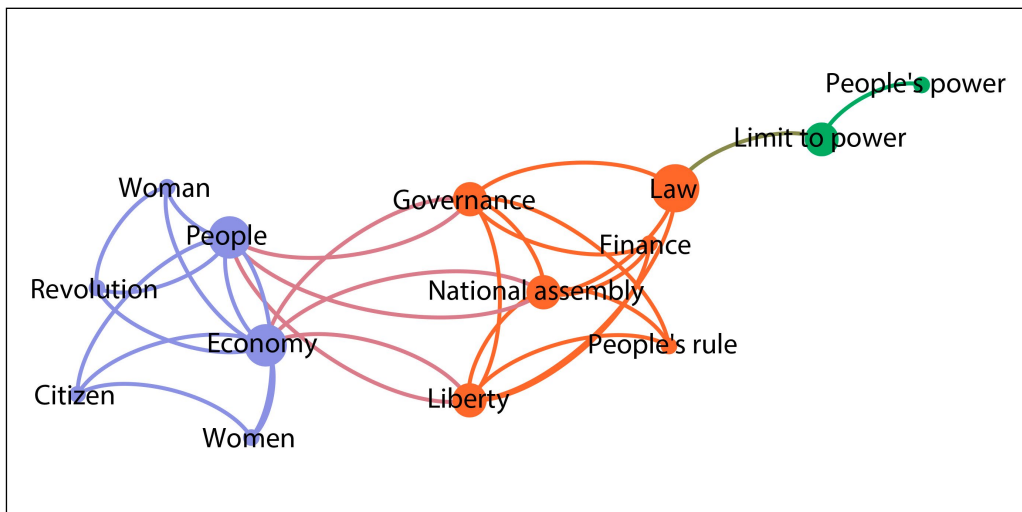 People's power
Limit to power
Woman
Governance
Law
People
Finance
Revolution
National assembly
Economy
People's rule
Citizen
Liberty
Women